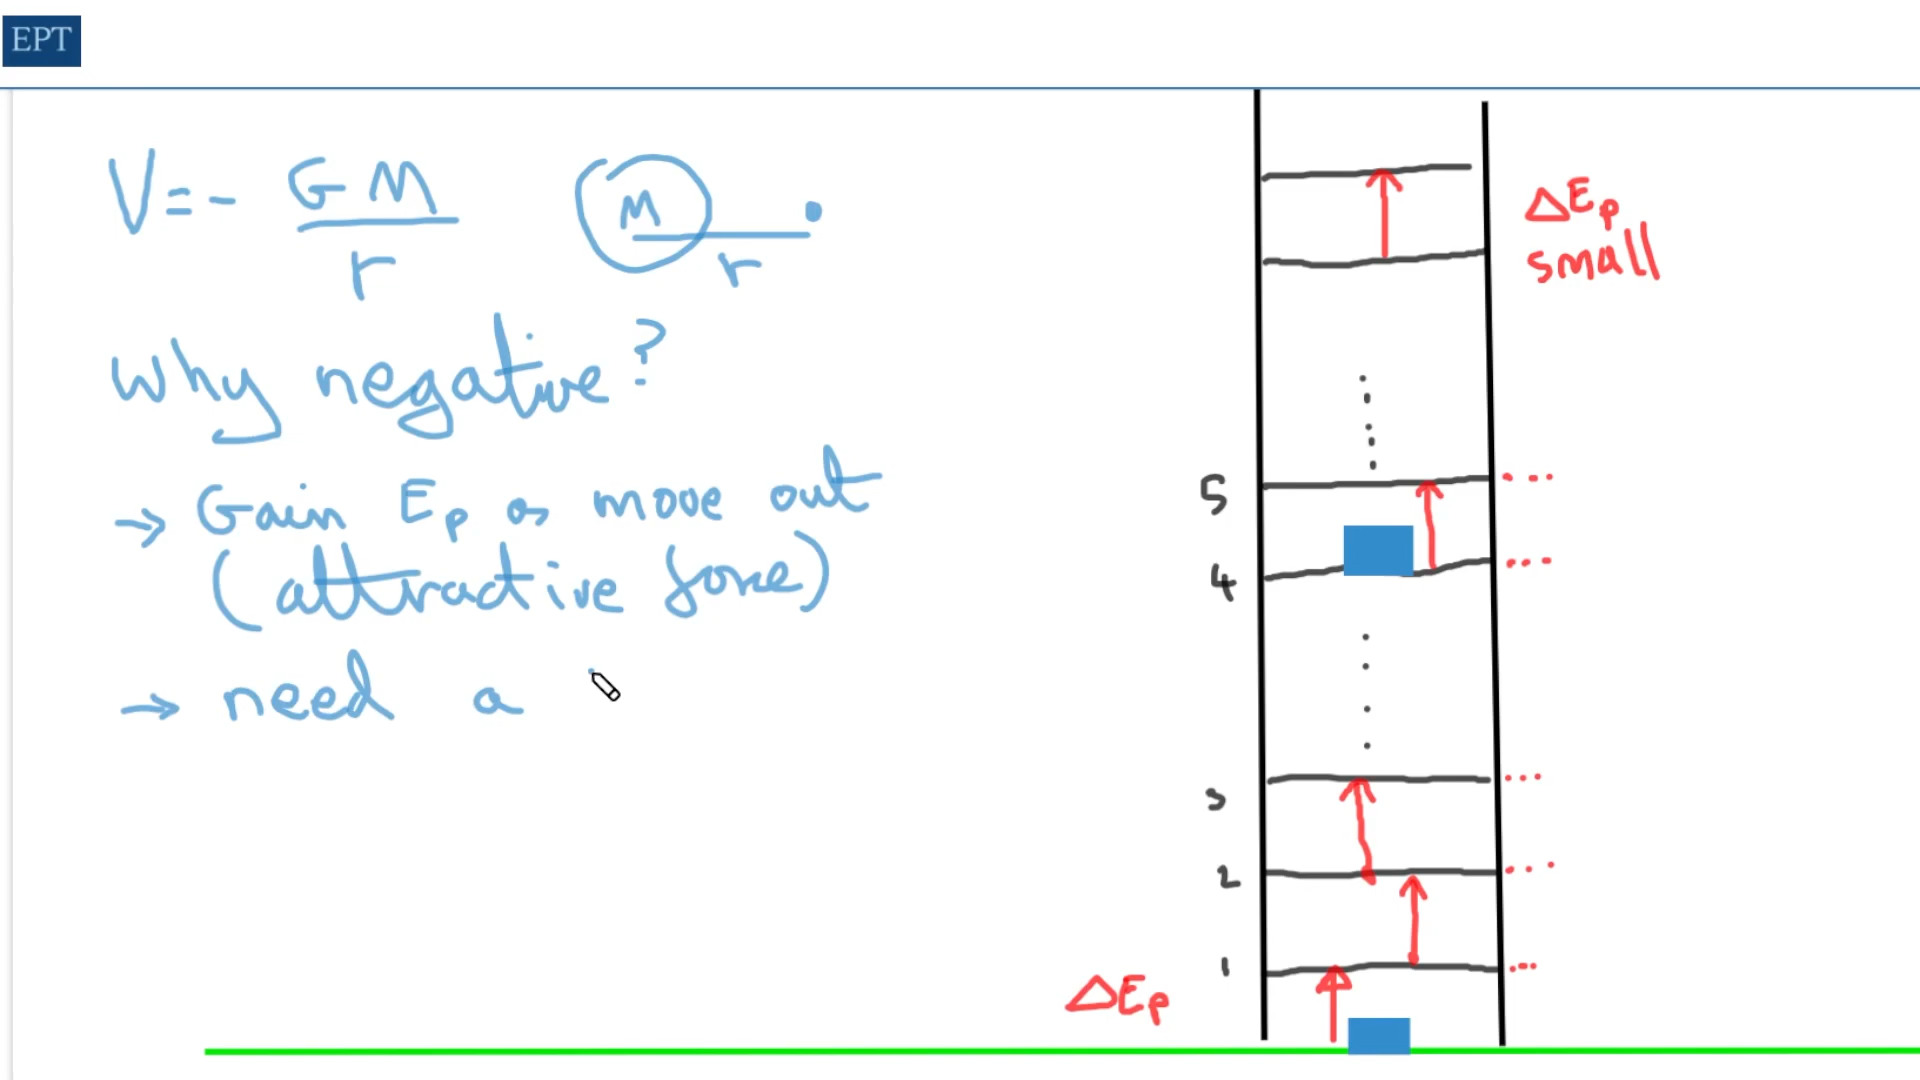 EPT
V = - GM / r
M r
Why negative?
→ Gain Ep as move out
(attractive force)
→ need a
ΔEp
small
5
4
3
2
1
ΔEp